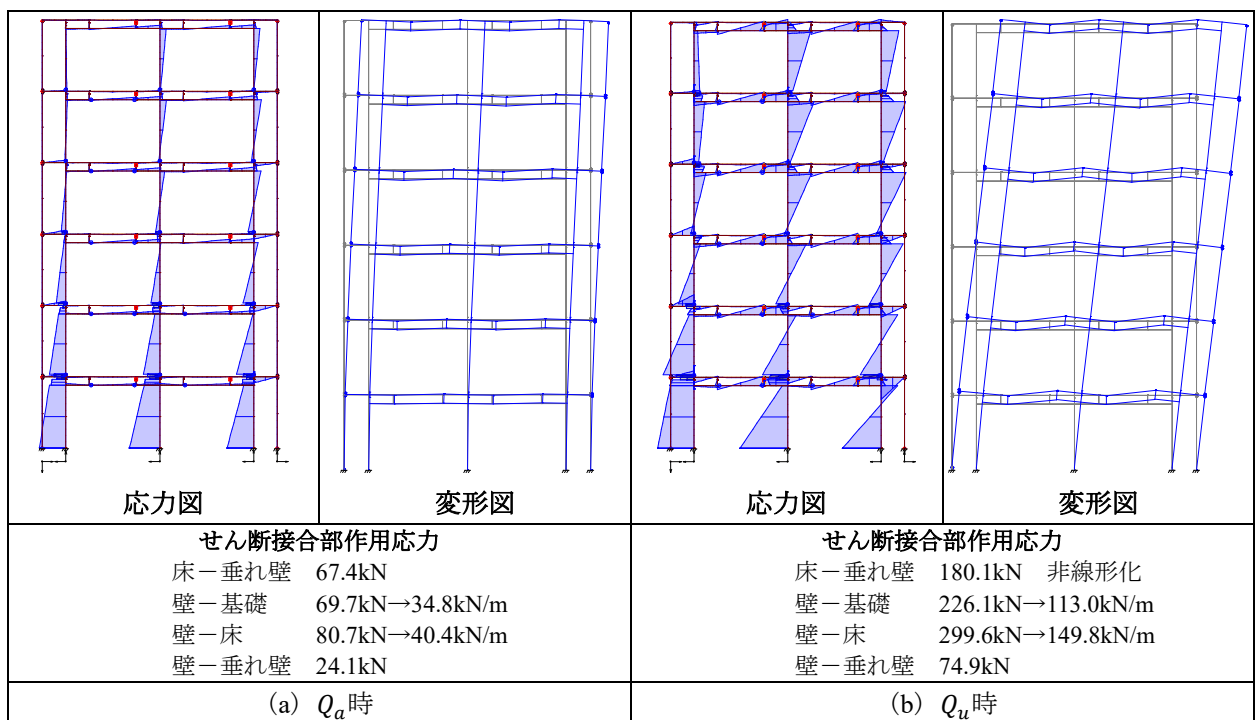 応力図
変形図
応力図
変形図
せん断接合部作用応力
床－垂れ壁 67.4kN
壁－基礎 69.7kN→34.8kN/m
壁－床 80.7kN→40.4kN/m
壁－垂れ壁 24.1kN
せん断接合部作用応力
床－垂れ壁 180.1kN 非線形化
壁－基礎 226.1kN→113.0kN/m
壁－床 299.6kN→149.8kN/m
壁－垂れ壁 74.9kN
(a) Qa時
(b) Qu時